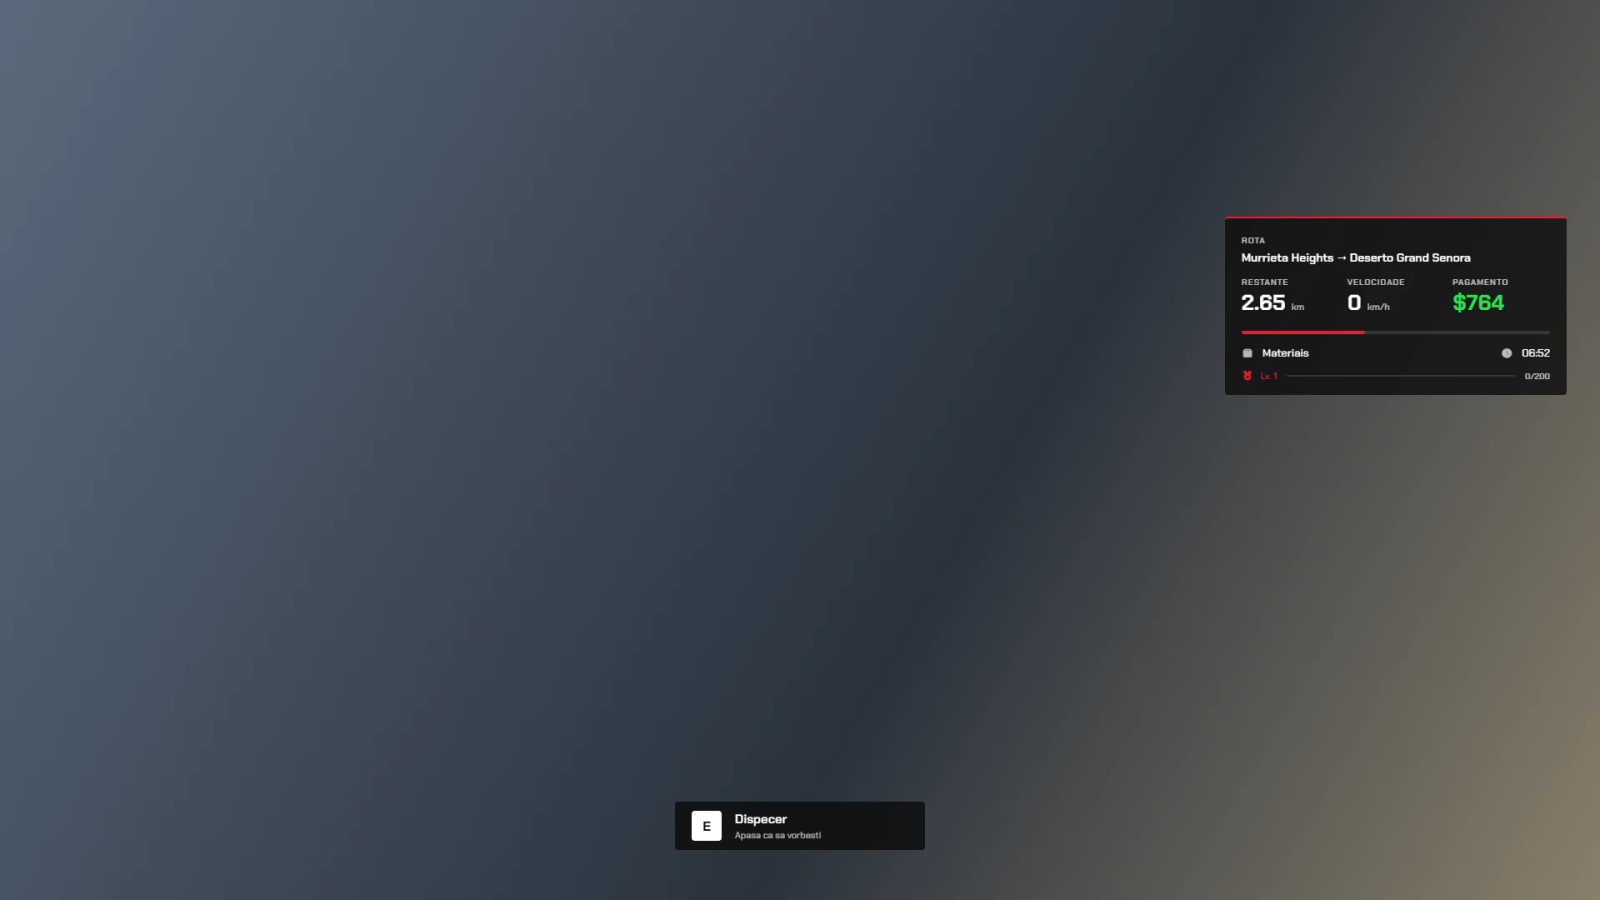 ROTA
Murrieta Heights → Deserto Grand Senora
RESTANTE VELOCIDADE PAGAMENTO
2.65 km 0 km/h $764
Materiais 06:52
Lv. 1 0/200
E Dispecer
Apasa ca sa vorbesti